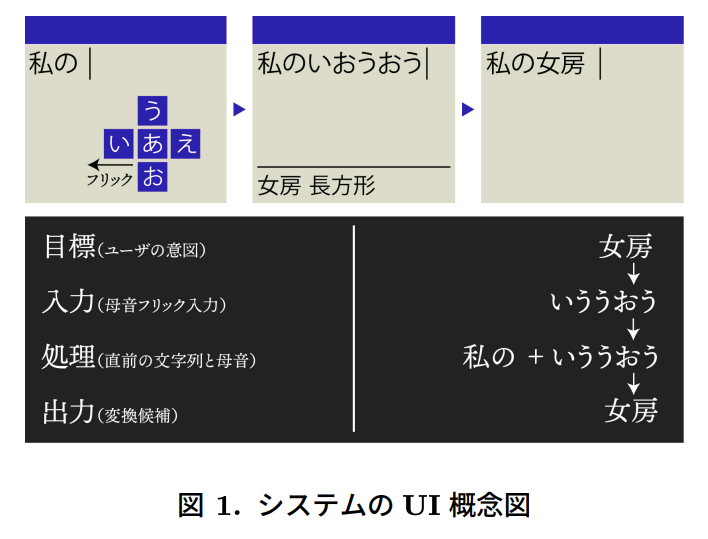 私の
う
いあえ
お
フリック
私のいおうおう
女房 長方形
私の女房
目標(ユーザの意図)
女房
入力(母音フリック入力)
いううおう
処理(直前の文字列と母音)
私の + いううおう
出力(変換候補)
女房
図 1. システムの UI 概念図